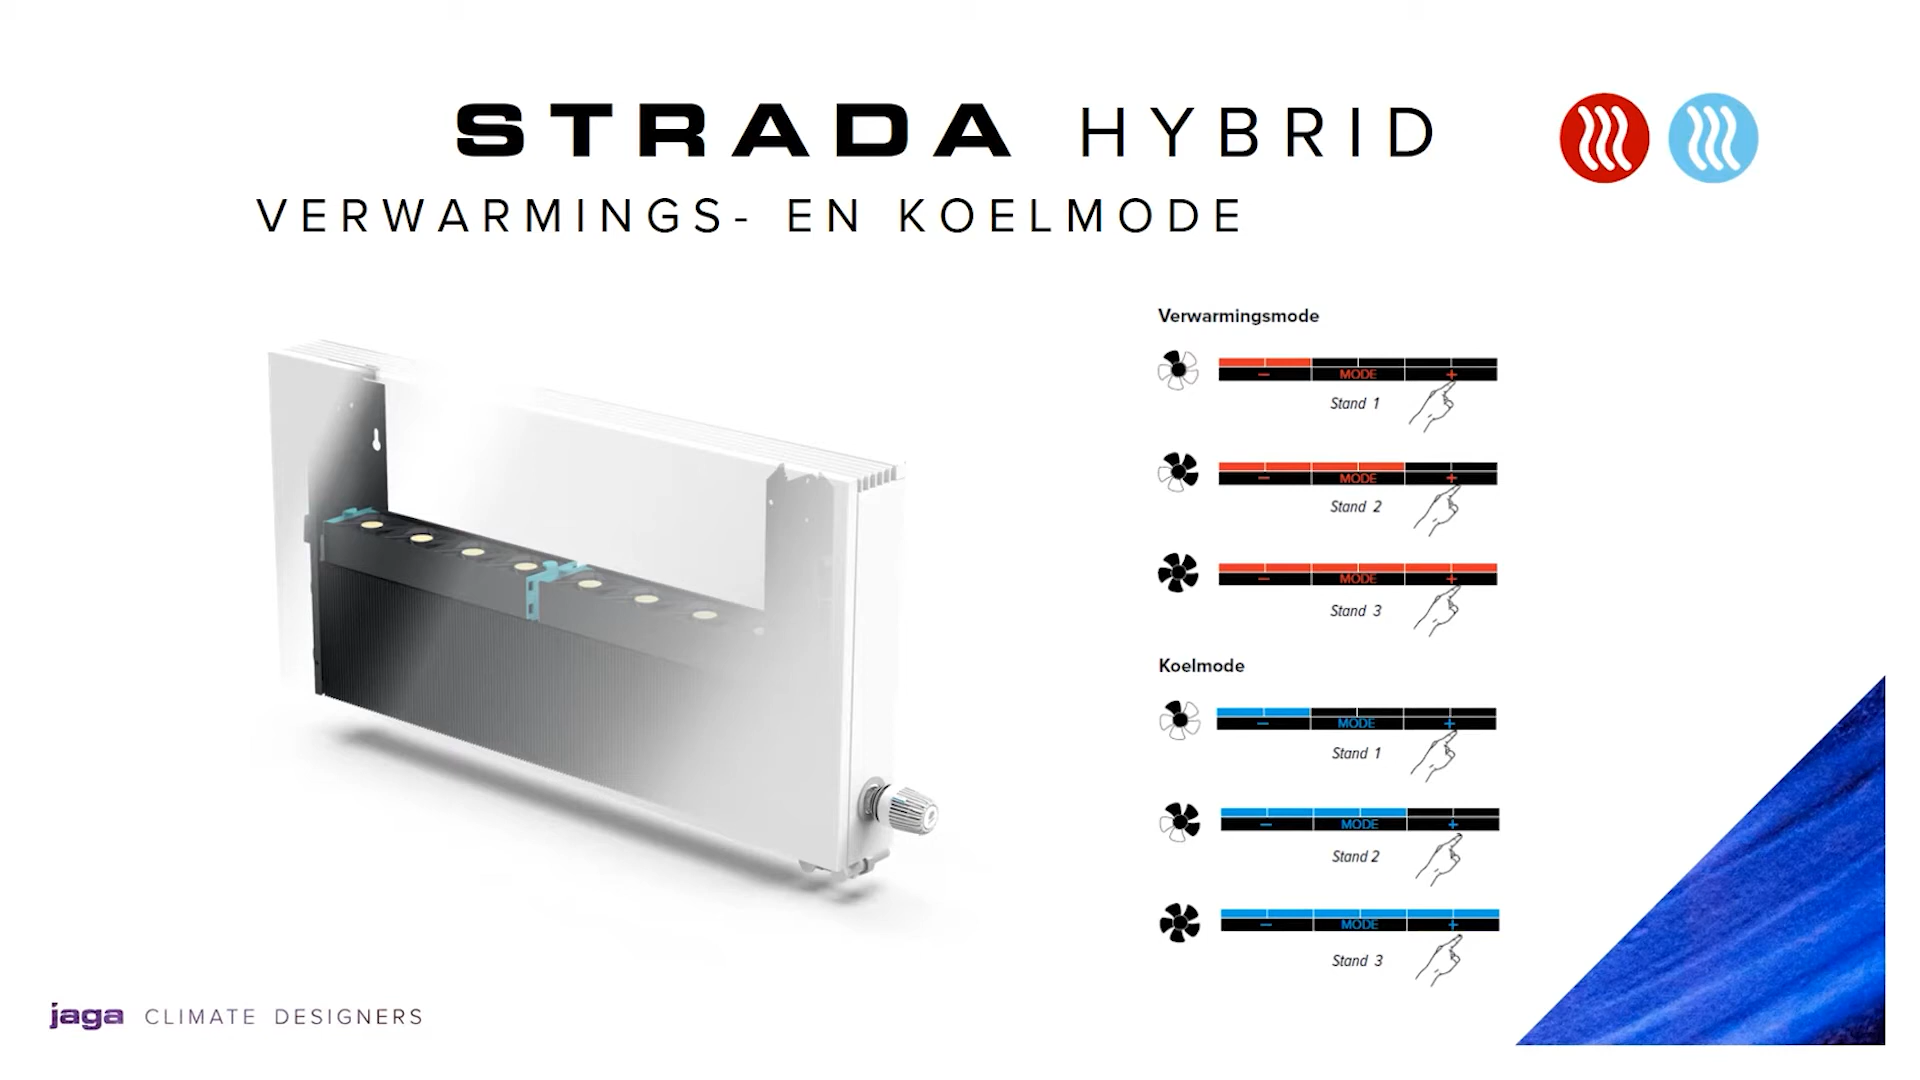 STRADA HYBRID
VERWARMINGS- EN KOELMODE
Verwarmingsmode
– MODE +
Stand 1
– MODE +
Stand 2
– MODE +
Stand 3
Koelmode
– MODE +
Stand 1
– MODE +
Stand 2
– MODE +
Stand 3
jaga CLIMATE DESIGNERS